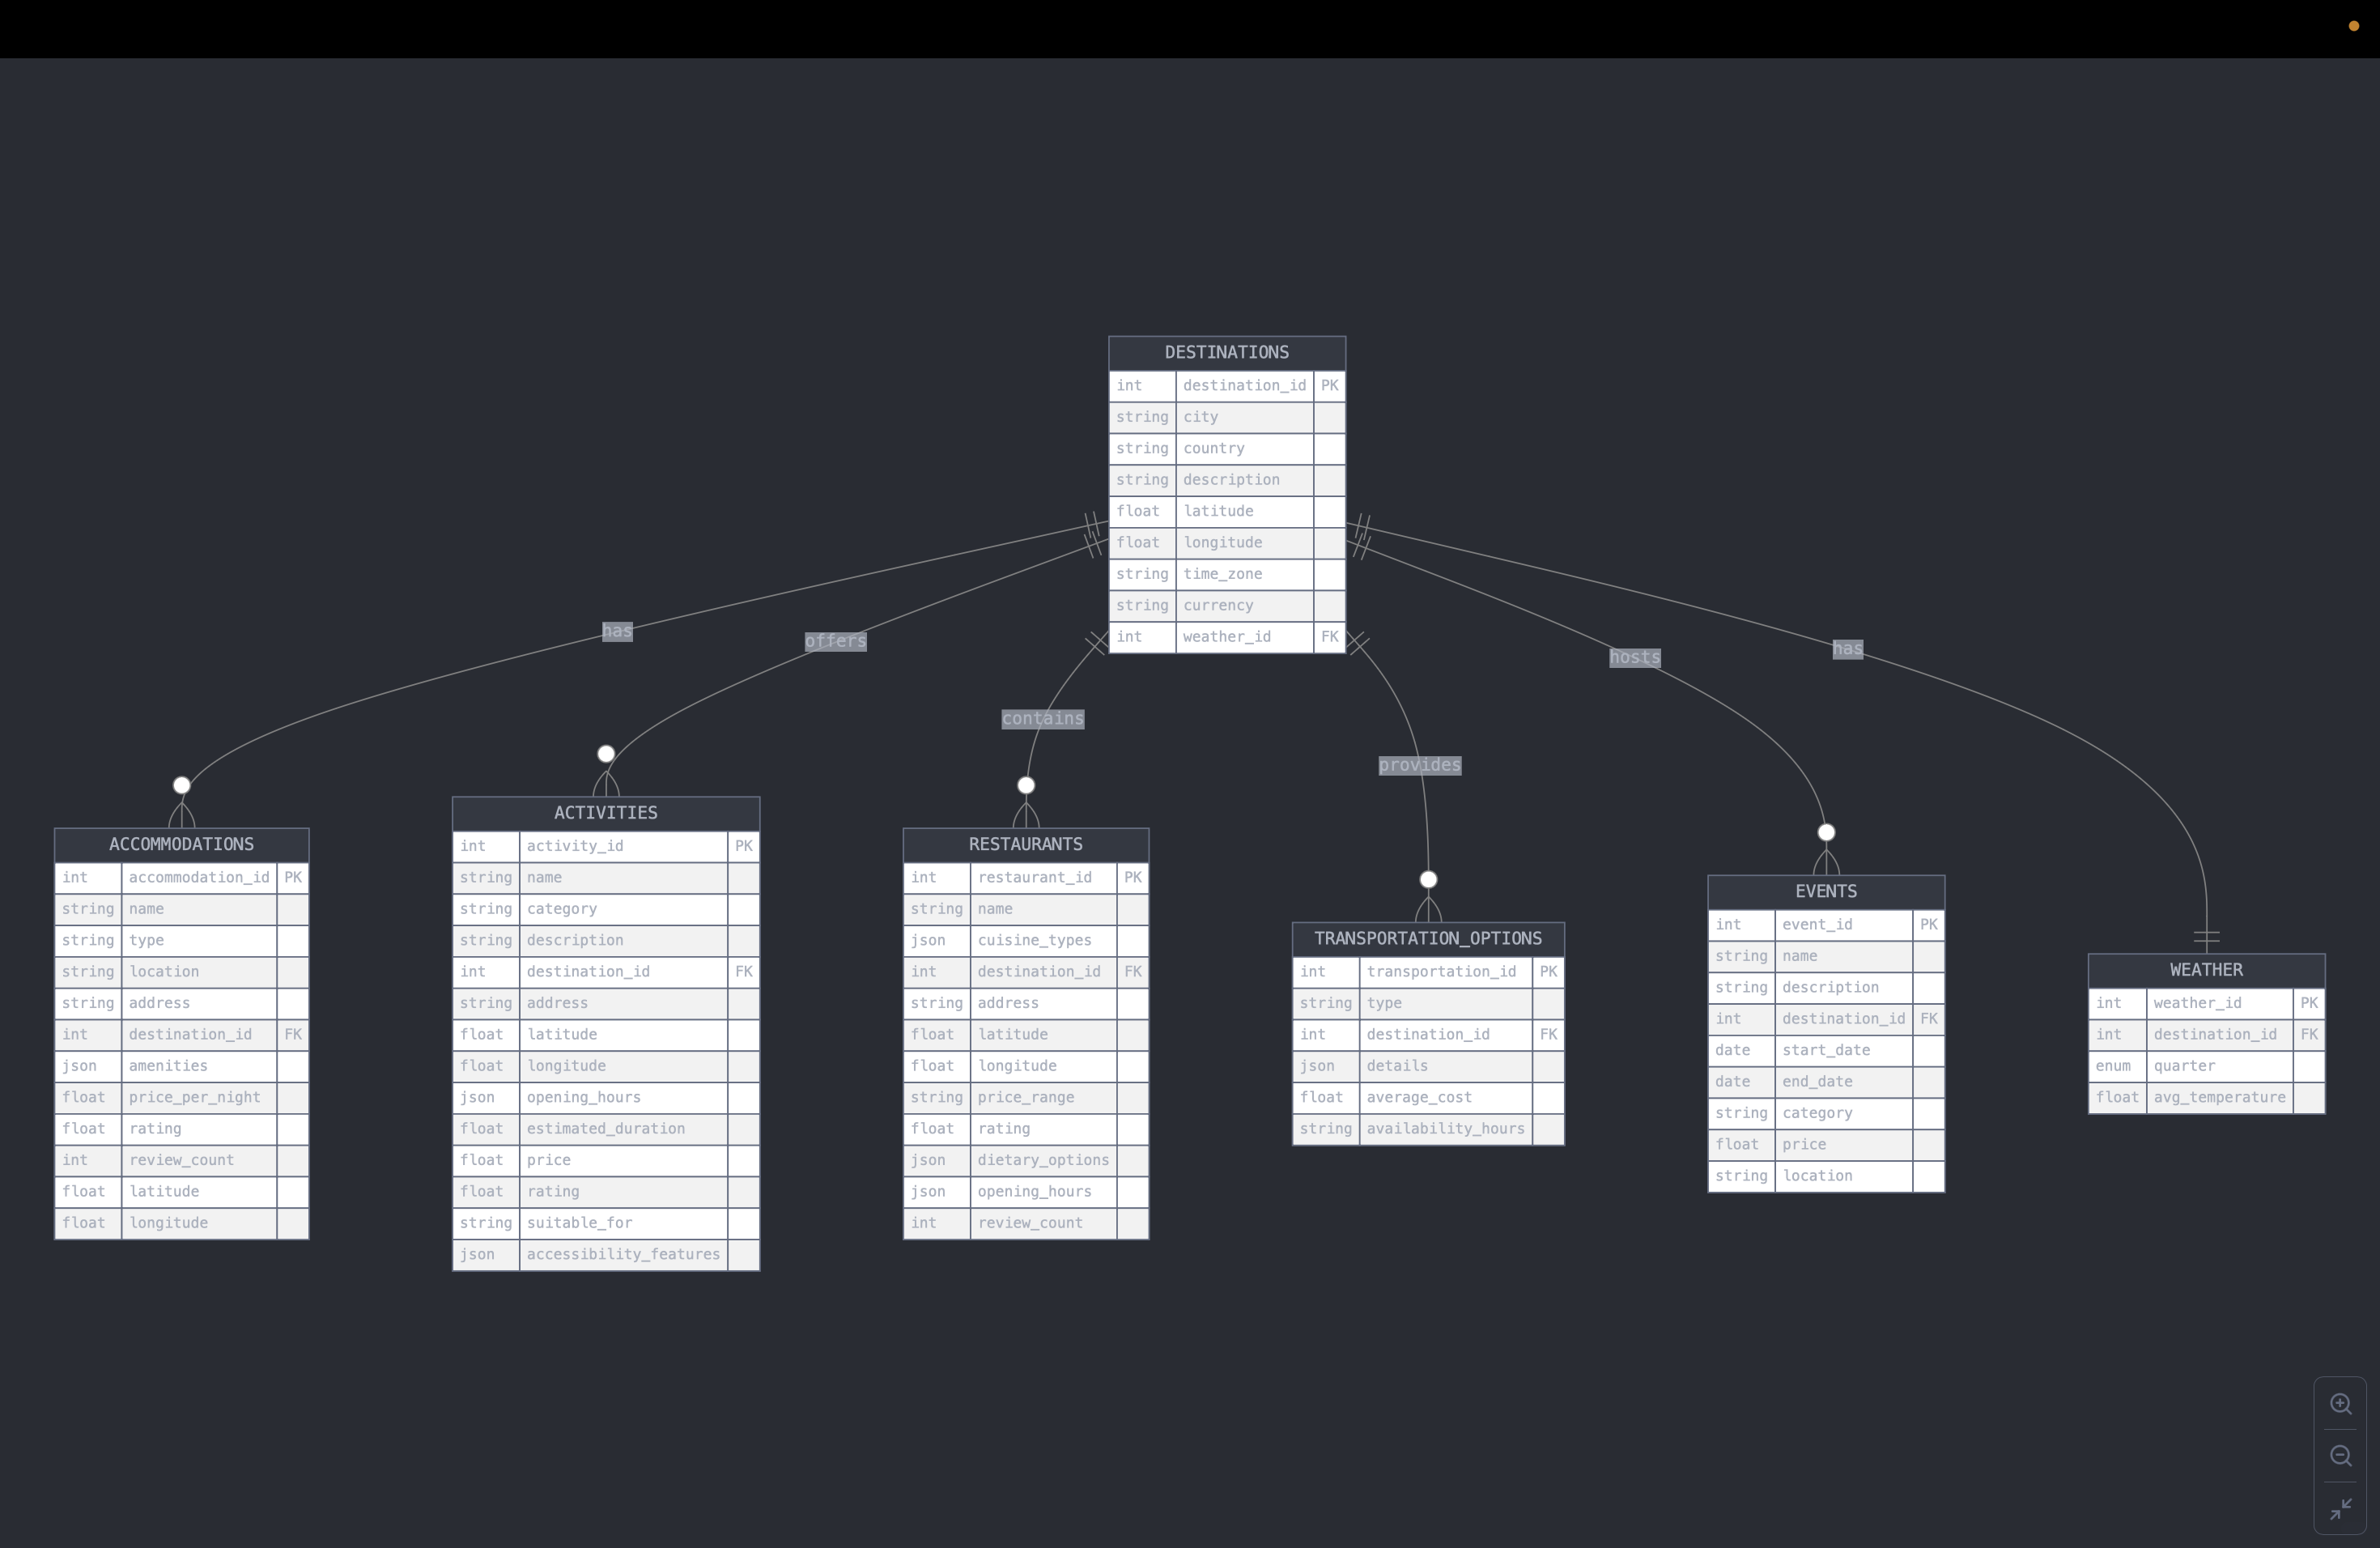 DESTINATIONS
int destination_id PK
string city
string country
string description
float latitude
float longitude
string time_zone
string currency
int weather_id FK
has
offers
contains
provides
hosts
has
ACCOMMODATIONS
int accommodation_id PK
string name
string type
string location
string address
int destination_id FK
json amenities
float price_per_night
float rating
int review_count
float latitude
float longitude
ACTIVITIES
int activity_id PK
string name
string category
string description
int destination_id FK
string address
float latitude
float longitude
json opening_hours
float estimated_duration
float price
float rating
string suitable_for
json accessibility_features
RESTAURANTS
int restaurant_id PK
string name
json cuisine_types
int destination_id FK
string address
float latitude
float longitude
string price_range
float rating
json dietary_options
json opening_hours
int review_count
TRANSPORTATION_OPTIONS
int transportation_id PK
string type
int destination_id FK
json details
float average_cost
string availability_hours
EVENTS
int event_id PK
string name
string description
int destination_id FK
date start_date
date end_date
string category
float price
string location
WEATHER
int weather_id PK
int destination_id FK
enum quarter
float avg_temperature